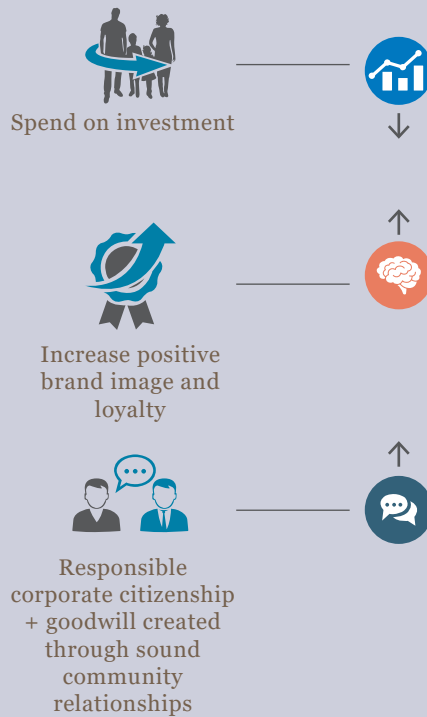 Spend on investment
Increase positive
brand image and
loyalty
Responsible
corporate citizenship
+ goodwill created
through sound
community
relationships